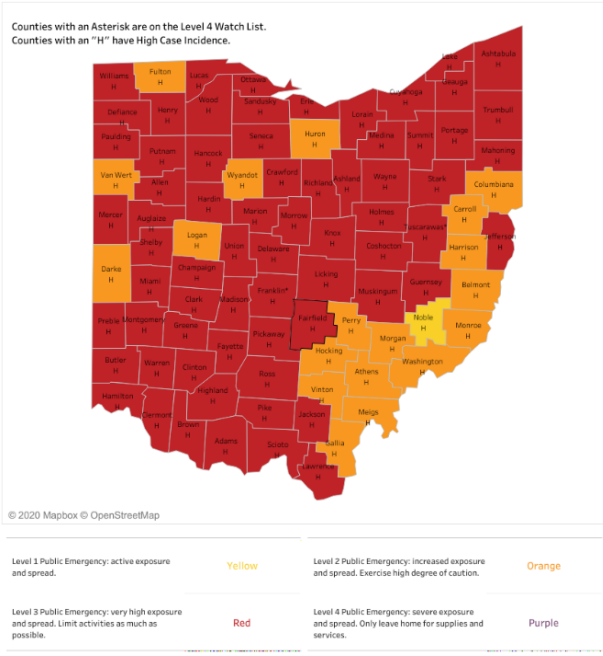 Counties with an Asterisk are on the Level 4 Watch List.
Counties with an "H" have High Case Incidence.
Williams
H
Fulton
H
Lucas
H
Ottawa
Lake
H
Ashtabula
H
Geauga
H
Cuyahoga
H
Defiance
H
Henry
H
Wood
H
Sandusky
H
Erie
H
Lorain
H
Trumbull
H
Paulding
H
Putnam
H
Hancock
H
Seneca
H
Huron
H
Medina
H
Summit
H
Portage
H
Mahoning
H
Van Wert
H
Allen
H
Wyandot
H
Crawford
H
Richland
H
Ashland
H
Wayne
H
Stark
H
Columbiana
H
Mercer
H
Auglaize
H
Hardin
H
Marion
H
Morrow
H
Holmes
H
Tuscarawas*
H
Carroll
H
Jefferson
H
Shelby
H
Logan
H
Union
H
Delaware
H
Knox
H
Coshocton
H
Harrison
H
Darke
H
Miami
H
Champaign
H
Licking
H
Muskingum
H
Guernsey
H
Belmont
H
Clark
H
Madison
H
Franklin*
H
Fairfield
H
Perry
H
Noble
H
Monroe
H
Preble
H
Montgomery
H
Greene
H
Fayette
H
Pickaway
H
Morgan
H
Washington
H
Hocking
H
Butler
H
Warren
H
Clinton
H
Ross
H
Athens
H
Vinton
H
Hamilton
H
Clermont
H
Brown
H
Highland
H
Pike
H
Jackson
H
Meigs
H
Adams
H
Scioto
H
Gallia
H
Lawrence
H
© 2020 Mapbox © OpenStreetMap
Level 1 Public Emergency: active exposure
and spread.
Yellow
Level 2 Public Emergency: increased exposure
and spread. Exercise high degree of caution.
Orange
Level 3 Public Emergency: very high exposure
and spread. Limit activities as much as
possible.
Red
Level 4 Public Emergency: severe exposure
and spread. Only leave home for supplies and
services.
Purple